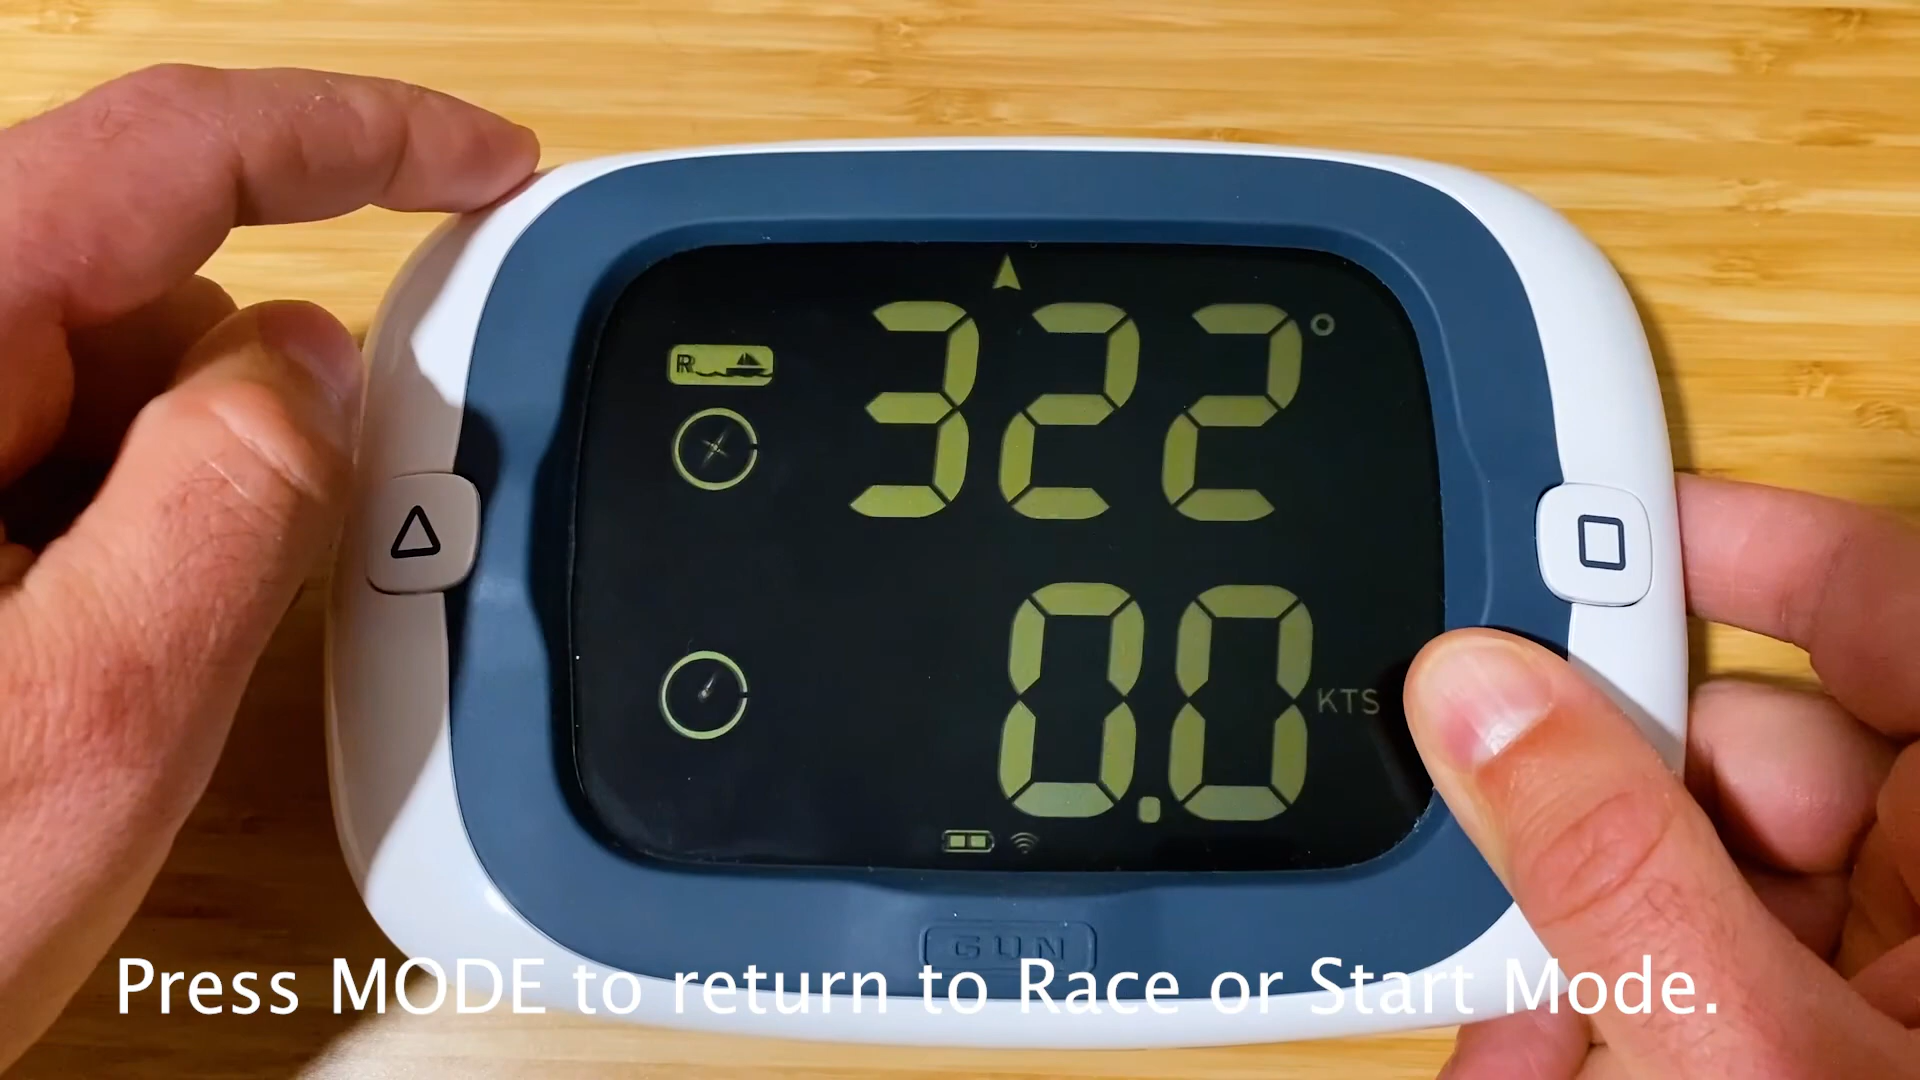 322°
R
0.0 KTS
GUN
Press MODE to return to Race or Start Mode.